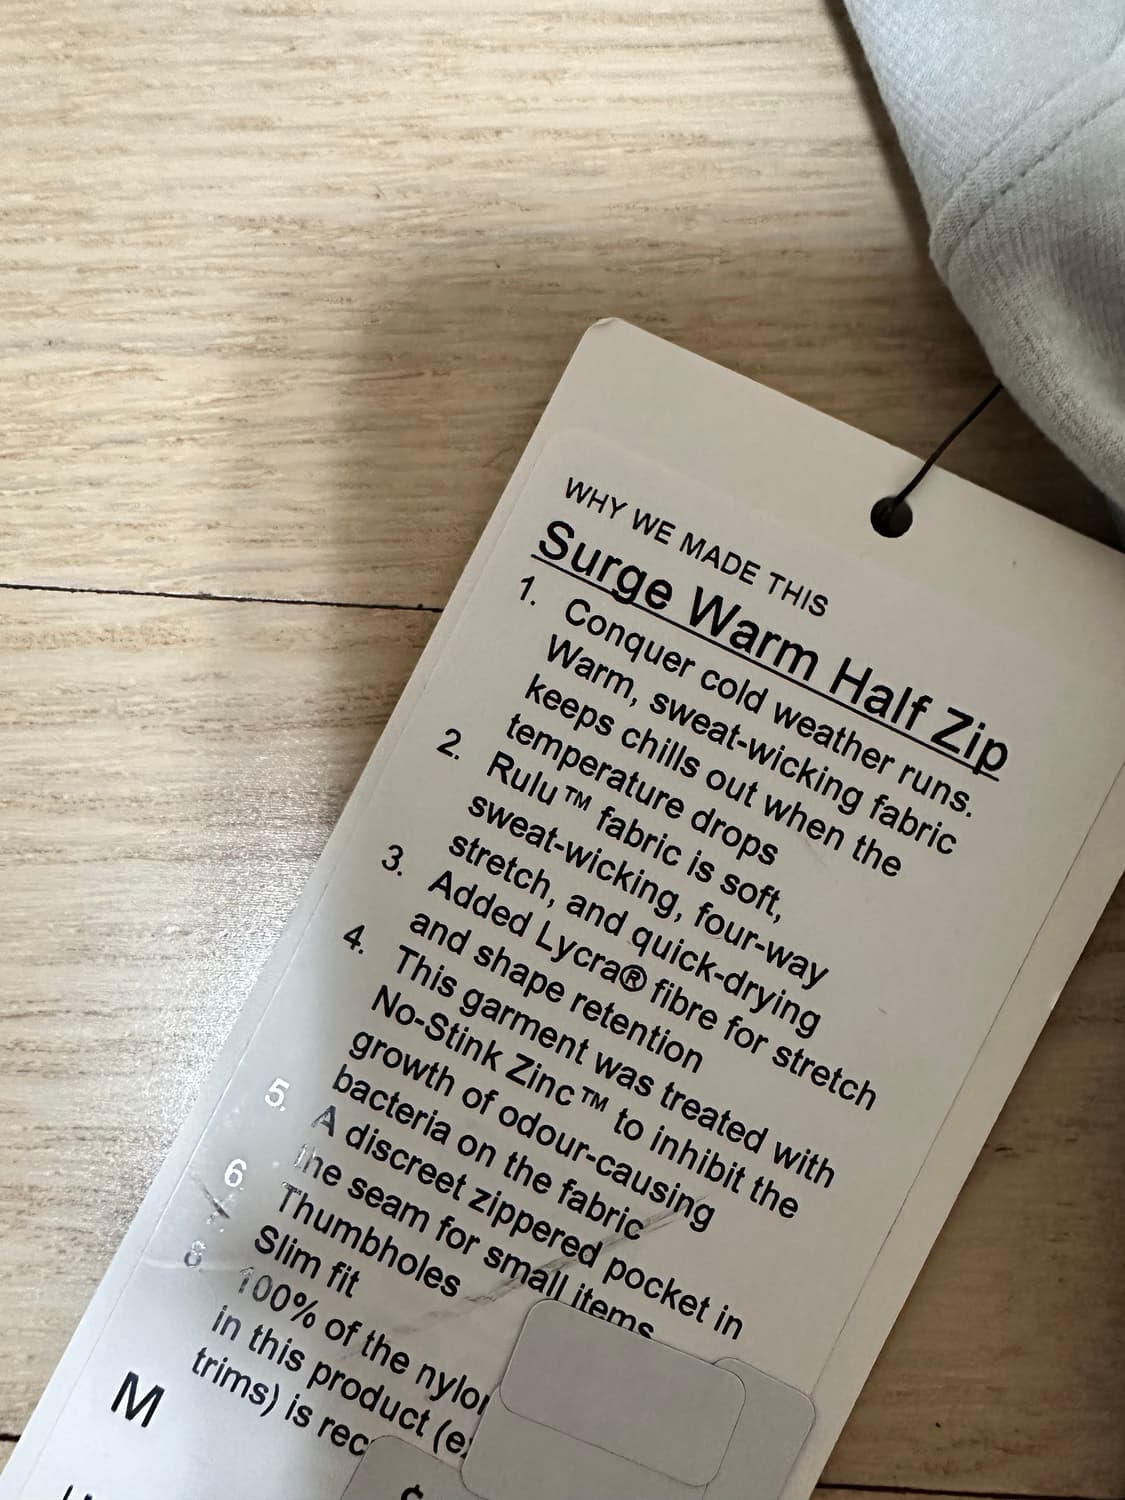 WHY WE MADE THIS
Surge Warm Half Zip
1. Conquer cold weather runs.
Warm, sweat-wicking fabric
keeps chills out when the
temperature drops
2. Rulu™ fabric is soft,
sweat-wicking, four-way
stretch, and quick-drying
3. Added Lycra® fibre for stretch
and shape retention
4. This garment was treated with
No-Stink Zinc™ to inhibit the
growth of odour-causing
bacteria on the fabric
5. A discreet zippered pocket in
the seam for small items
6. Thumbholes
7. Slim fit
8. 100% of the
in this product
trims) is
M